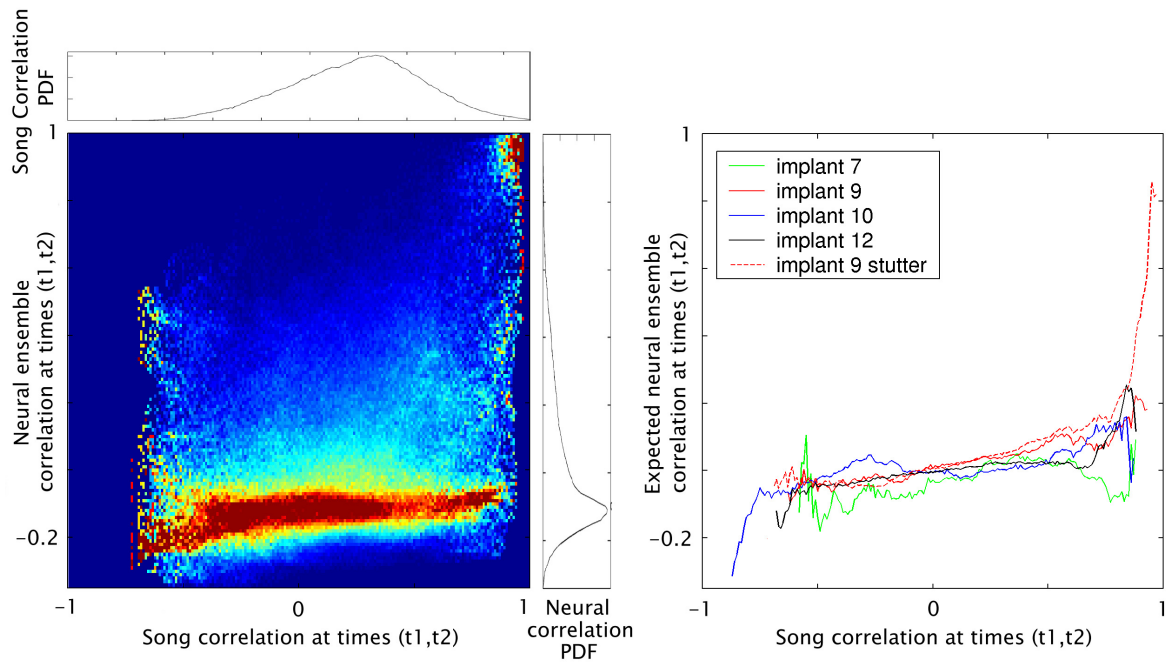 Song Correlation
PDF
1
Neural ensemble
correlation at times (t1,t2)
−0.2
−1
0
1
Song correlation at times (t1,t2)
Neural
correlation
PDF
1
implant 7
implant 9
implant 10
implant 12
implant 9 stutter
Expected neural ensemble
correlation at times (t1,t2)
−0.2
−1
0
1
Song correlation at times (t1,t2)